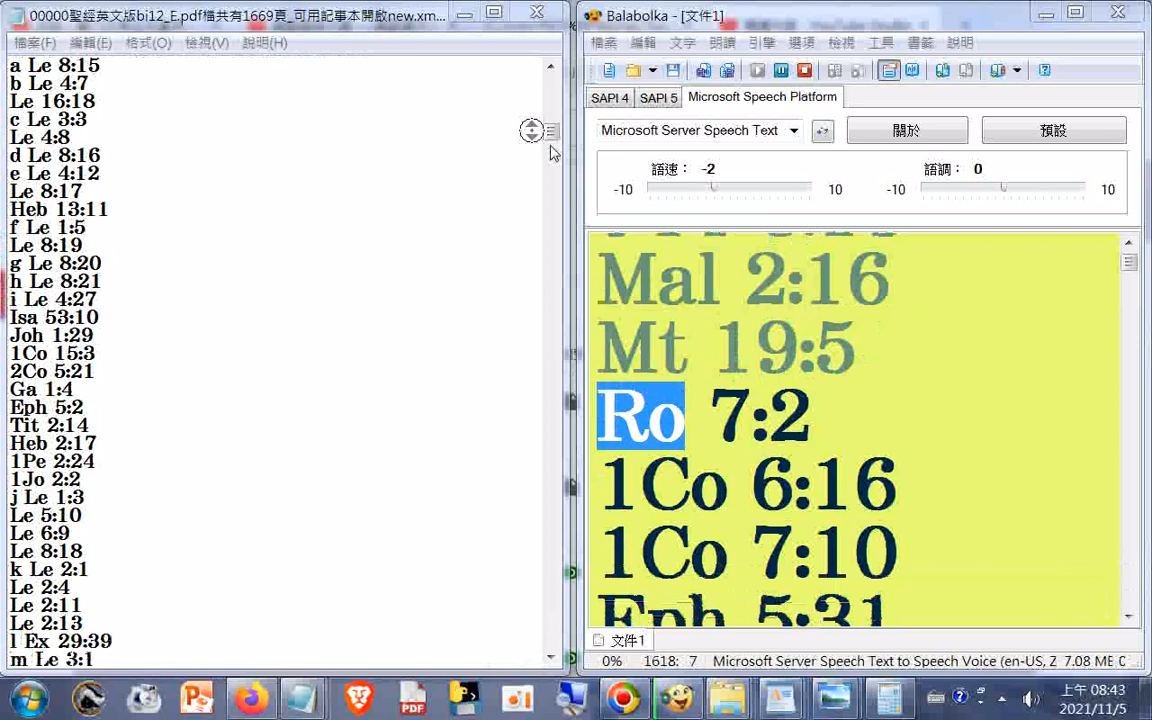 00000聖經英文版bi12_E.pdf檔共有1669頁_可用記事本開啟new.xm...
檔案(F) 編輯(E) 格式(O) 檢視(V) 說明(H)
a Le 8:15
b Le 4:7
Le 16:18
c Le 3:3
Le 4:8
d Le 8:16
e Le 4:12
Le 8:17
Heb 13:11
f Le 1:5
Le 8:19
g Le 8:20
h Le 8:21
i Le 4:27
Isa 53:10
Joh 1:29
1Co 15:3
2Co 5:21
Ga 1:4
Eph 5:2
Tit 2:14
Heb 2:17
1Pe 2:24
1Jo 2:2
j Le 1:3
Le 5:10
Le 6:9
Le 8:18
k Le 2:1
Le 2:4
Le 2:11
Le 2:13
l Ex 29:39
m Le 3:1
Balabolka - [文件1]
檔案 編輯 文字 朗讀 引擎 選項 檢視 工具 書籤 說明
SAPI 4 SAPI 5 Microsoft Speech Platform
Microsoft Server Speech Text 關於 預設
語速： -2 語調： 0
-10 10 -10 10
Mal 2:16
Mt 19:5
Ro 7:2
1Co 6:16
1Co 7:10
Eph 5:31
文件1
0% 1618: 7 Microsoft Server Speech Text to Speech Voice (en-US, Z 7.08 MB
PDF
上午 08:43
2021/11/5